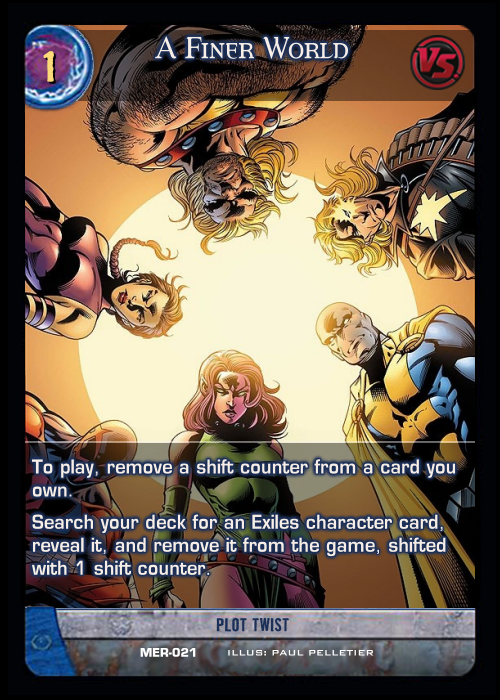 1
A Finer World
VS
To play, remove a shift counter from a card you
own.
Search your deck for an Exiles character card,
reveal it, and remove it from the game, shifted
with 1 shift counter.
PLOT TWIST
MER-021 ILLUS: PAUL PELLETIER